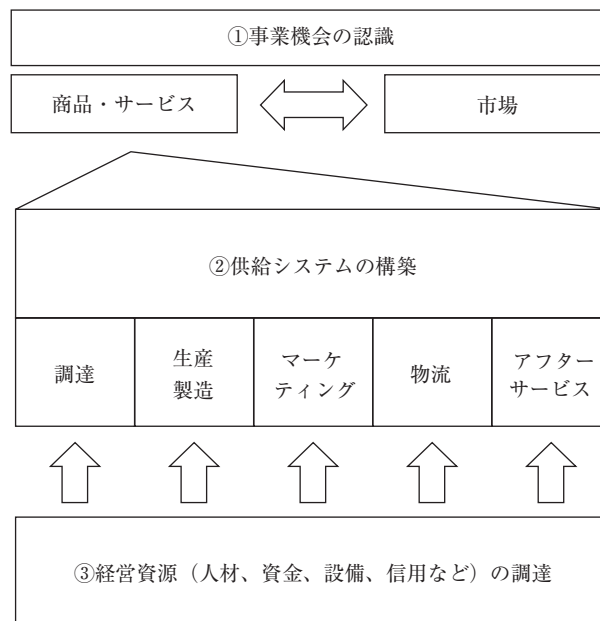 ①事業機会の認識
商品・サービス
市場
②供給システムの構築
調達
生産
製造
マーケ
ティング
物流
アフター
サービス
③経営資源（人材、資金、設備、信用など）の調達